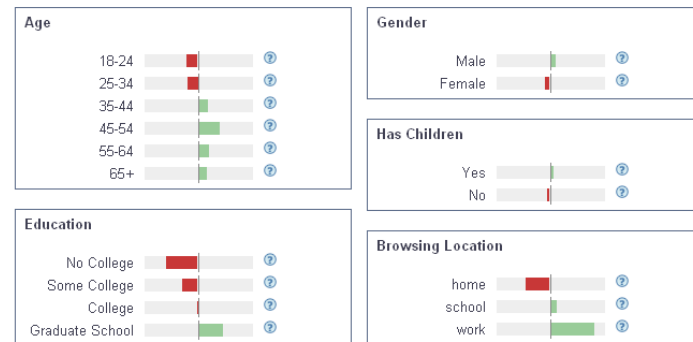 Age
18-24
25-34
35-44
45-54
55-64
65+
Education
No College
Some College
College
Graduate School
Gender
Male
Female
Has Children
Yes
No
Browsing Location
home
school
work